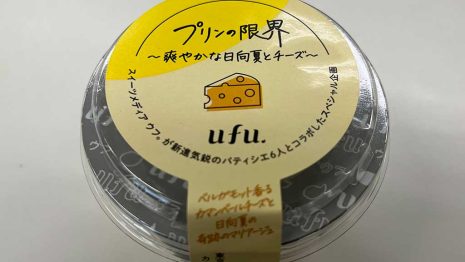 プリンの限界
〜爽やかな日向夏とチーズ〜
ufu.
スイーツメディア ウフ。が新進気鋭のパティシエ6人とコラボしたスペシャル企画
ベルガモット香る
カマンベールチーズと
日向夏の
奇跡のマリアージュ